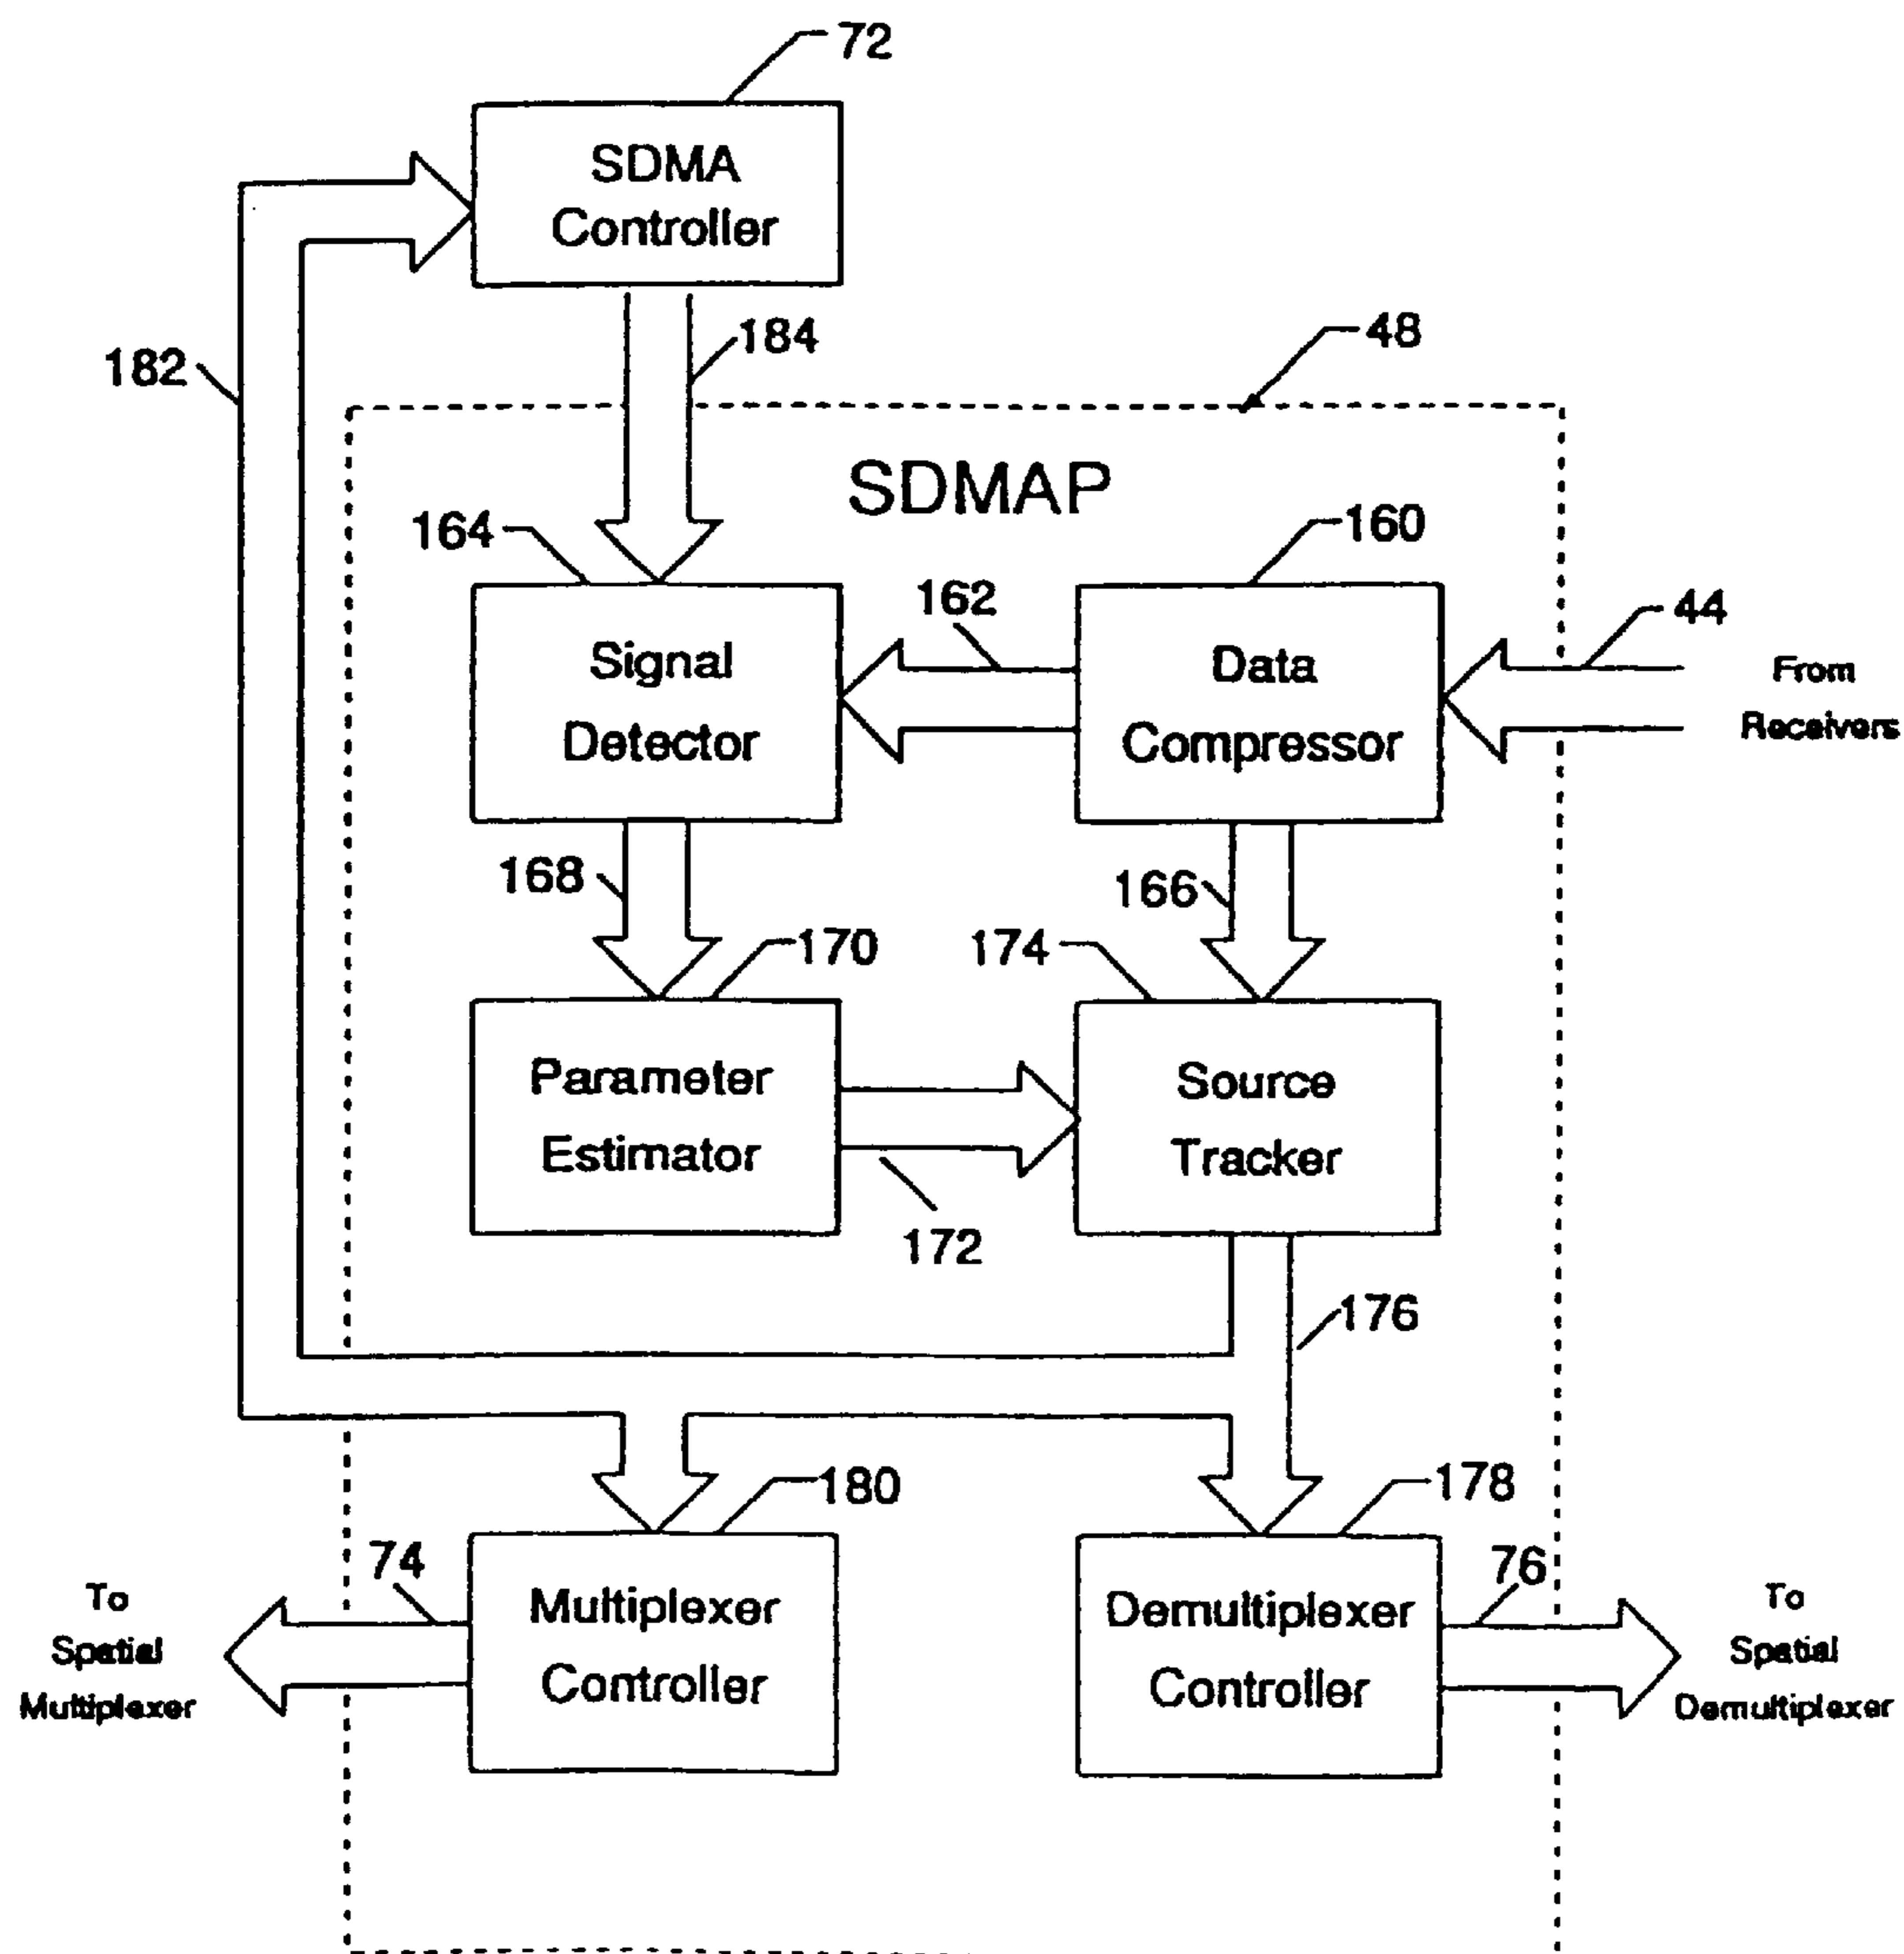 72
SDMA
Controller
182
184
48
SDMAP
164
162
160
44
Signal
Detector
Data
Compressor
From
Receivers
168
166
170
174
Parameter
Estimator
Source
Tracker
172
176
180
178
74
76
To
Spatial
Multiplexer
Multiplexer
Controller
Demultiplexer
Controller
To
Spatial
Demultiplexer